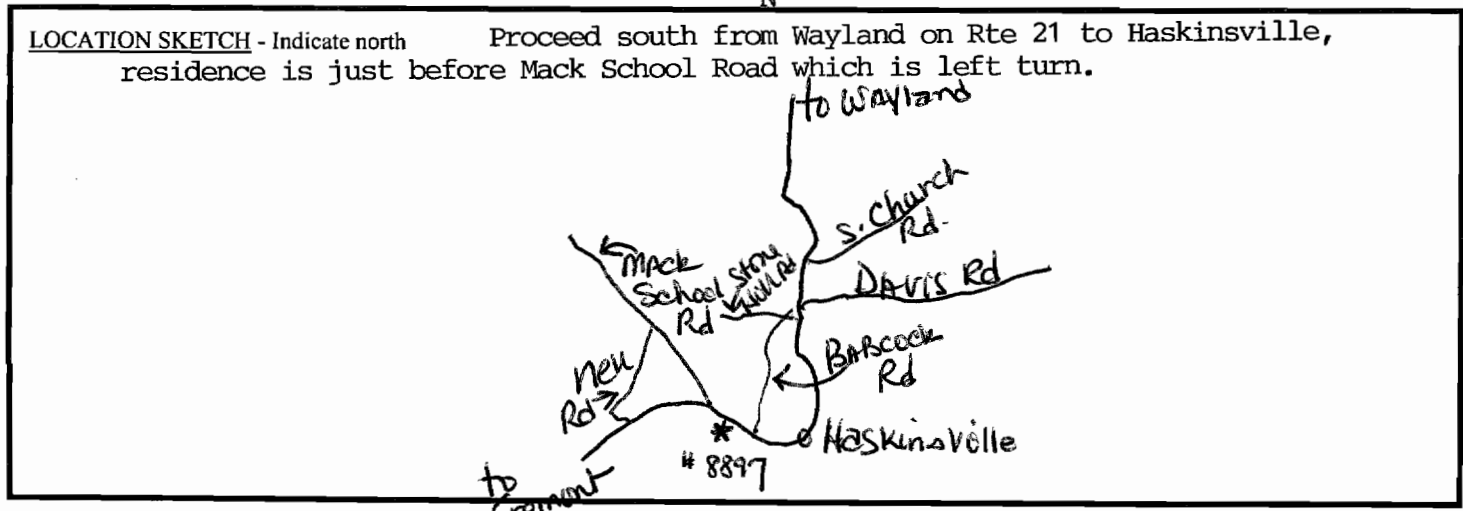 N
LOCATION SKETCH - Indicate north Proceed south from Wayland on Rte 21 to Haskinsville,
residence is just before Mack School Road which is left turn.
to Wayland
S. Church
Rd.
Mack
School
Rd
Stone
Hill Rd
DAVIS Rd
BABCOCK
Rd
Neu
Rd
Haskinsville
* # 8897
to